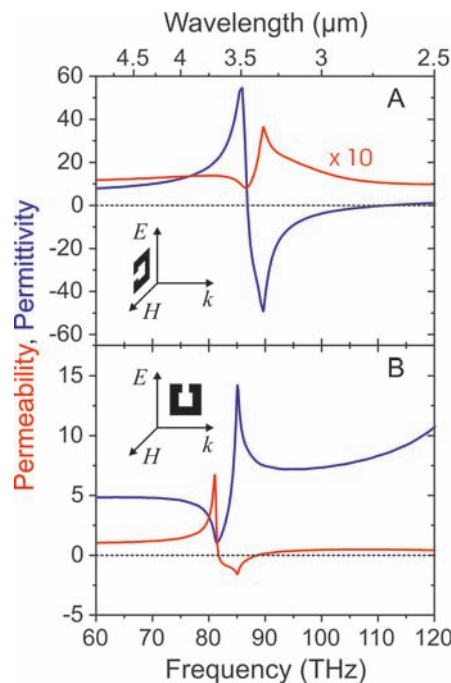 Wavelength (μm)
4.5 4 3.5 3 2.5
60
40
20
0
-20
-40
-60
A
x 10
E
H
k
15
10
5
0
-5
B
E
H
k
Permeability, Permittivity
60 70 80 90 100 110 120
Frequency (THz)